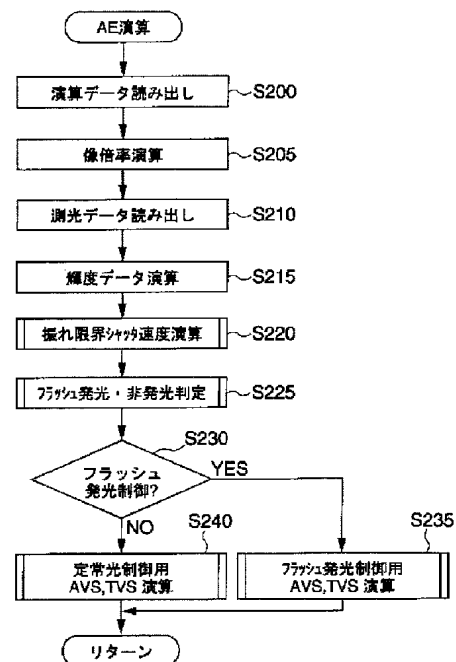 AE演算
演算データ読み出し
S200
像倍率演算
S205
測光データ読み出し
S210
輝度データ演算
S215
振れ限界シャッタ速度演算
S220
フラッシュ発光・非発光判定
S225
S230
フラッシュ
発光制御?
YES
NO
S240
定常光制御用
AVS,TVS 演算
S235
フラッシュ発光制御用
AVS,TVS 演算
リターン